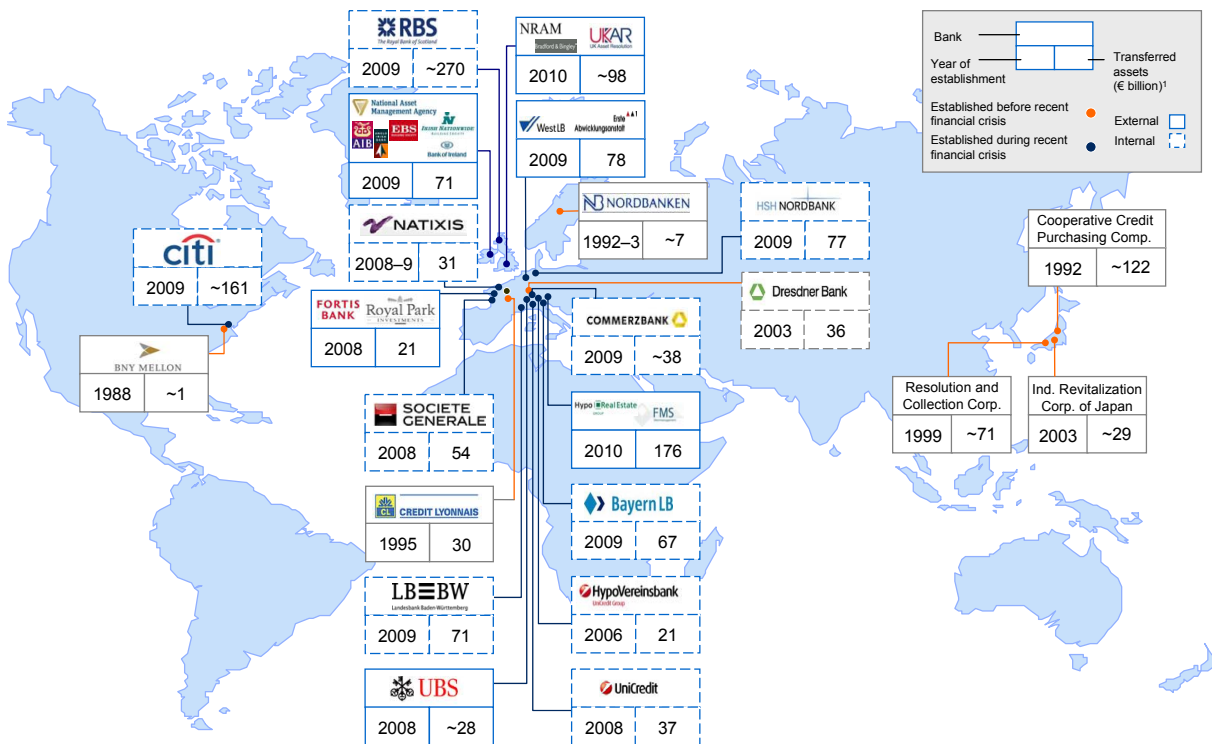 RBS
The Royal Bank of Scotland
2009 ~270
NRAM
Bradford & Bingley
UKAR
UK Asset Resolution
2010 ~98
National Asset
Management Agency
AIB
EBS
IRISH NATIONWIDE
Bank of Ireland
2009 71
WestLB
Erste
Abwicklungsanstalt
2009 78
NATIXIS
2008–9 31
NORDBANKEN
1992–3 ~7
HSH NORDBANK
2009 77
citi
2009 ~161
BNY MELLON
1988 ~1
FORTIS
BANK
Royal Park
INVESTMENTS
2008 21
COMMERZBANK
2009 ~38
Dresdner Bank
2003 36
Cooperative Credit
Purchasing Comp.
1992 ~122
Resolution and
Collection Corp.
1999 ~71
Ind. Revitalization
Corp. of Japan
2003 ~29
SOCIETE
GENERALE
2008 54
Hypo Real Estate
GROUP
FMS
2010 176
CL
CREDIT LYONNAIS
1995 30
Bayern LB
2009 67
LB≡BW
Landesbank Baden-Württemberg
2009 71
HypoVereinsbank
UniCredit Group
2006 21
UBS
2008 ~28
UniCredit
2008 37
Bank
Year of
establishment
Transferred
assets
(€ billion)¹
Established before recent
financial crisis
Established during recent
financial crisis
External
Internal